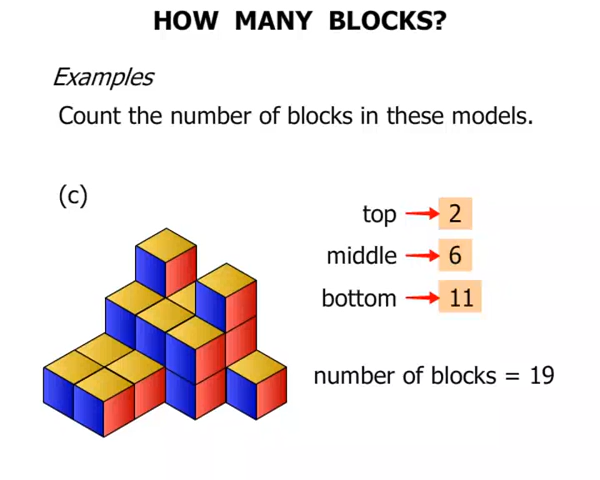 HOW MANY BLOCKS?
Examples
Count the number of blocks in these models.
(c)
top 2
middle 6
bottom 11
number of blocks = 19